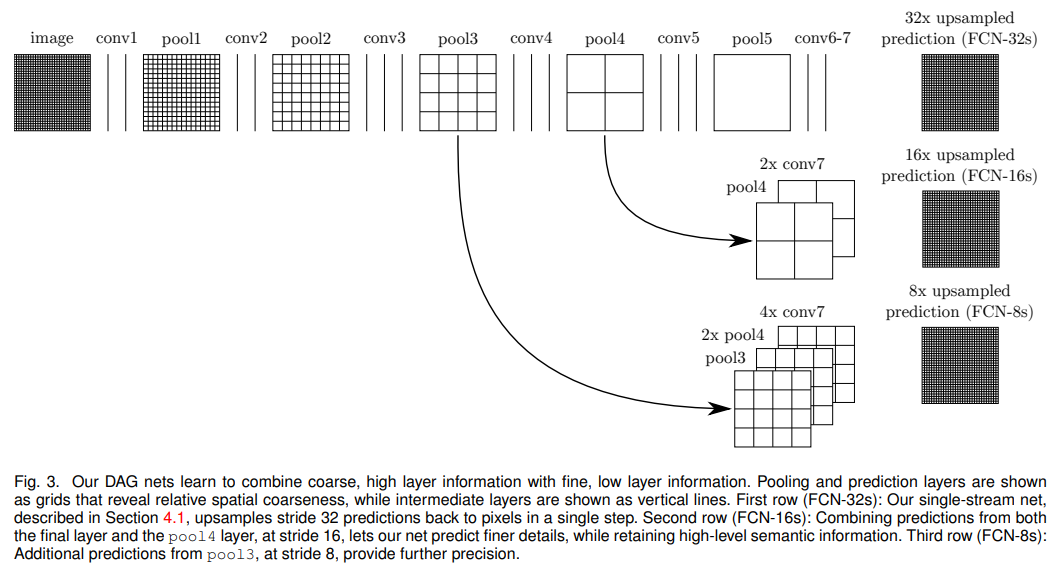 image conv1 pool1 conv2 pool2 conv3 pool3 conv4 pool4 conv5 pool5 conv6-7
32x upsampled
prediction (FCN-32s)
16x upsampled
prediction (FCN-16s)
2x conv7
pool4
8x upsampled
prediction (FCN-8s)
4x conv7
2x pool4
pool3
Fig. 3. Our DAG nets learn to combine coarse, high layer information with fine, low layer information. Pooling and prediction layers are shown
as grids that reveal relative spatial coarseness, while intermediate layers are shown as vertical lines. First row (FCN-32s): Our single-stream net,
described in Section 4.1, upsamples stride 32 predictions back to pixels in a single step. Second row (FCN-16s): Combining predictions from both
the final layer and the pool4 layer, at stride 16, lets our net predict finer details, while retaining high-level semantic information. Third row (FCN-8s):
Additional predictions from pool3, at stride 8, provide further precision.